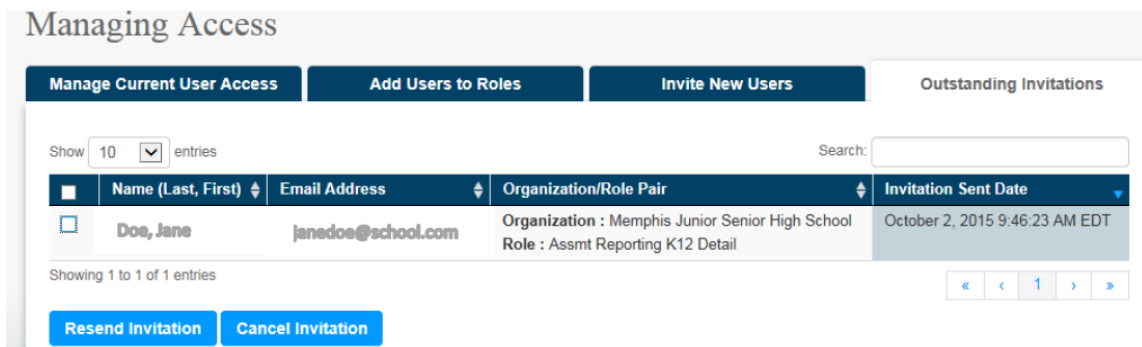 Managing Access
Manage Current User Access Add Users to Roles Invite New Users Outstanding Invitations
Show 10 entries Search:
Name (Last, First) Email Address Organization/Role Pair Invitation Sent Date
Doe, Jane janedoe@school.com Organization : Memphis Junior Senior High School October 2, 2015 9:46:23 AM EDT
Role : Assmt Reporting K12 Detail
Showing 1 to 1 of 1 entries
« ‹ 1 › »
Resend Invitation Cancel Invitation